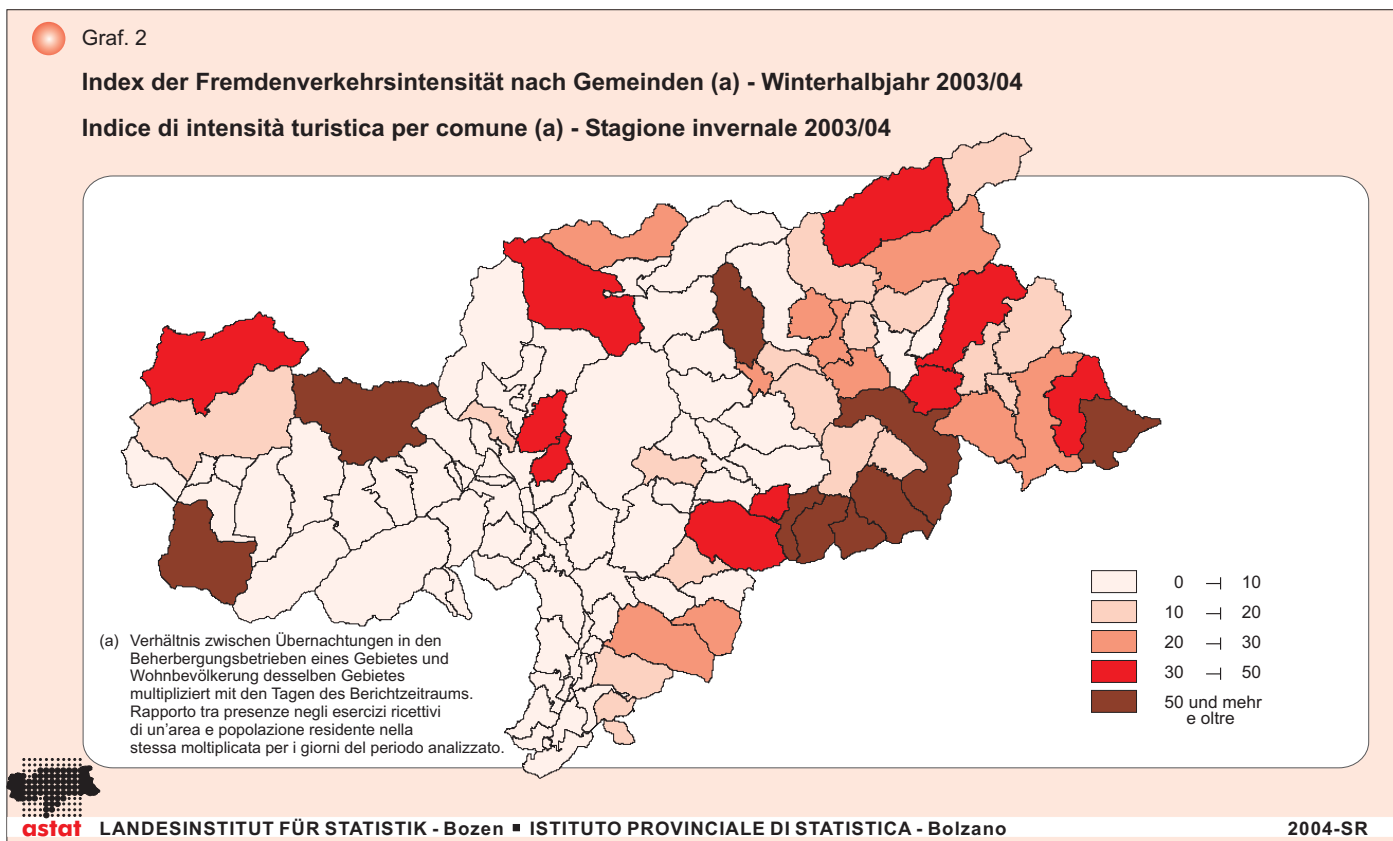 Graf. 2
Index der Fremdenverkehrsintensität nach Gemeinden (a) - Winterhalbjahr 2003/04
Indice di intensità turistica per comune (a) - Stagione invernale 2003/04
0 ⊣ 10
10 ⊣ 20
20 ⊣ 30
30 ⊣ 50
50 und mehr
e oltre
(a) Verhältnis zwischen Übernachtungen in den
Beherbergungsbetrieben eines Gebietes und
Wohnbevölkerung desselben Gebietes
multipliziert mit den Tagen des Berichtzeitraums.
Rapporto tra presenze negli esercizi ricettivi
di un'area e popolazione residente nella
stessa moltiplicata per i giorni del periodo analizzato.
astat LANDESINSTITUT FÜR STATISTIK - Bozen ▪ ISTITUTO PROVINCIALE DI STATISTICA - Bolzano 2004-SR